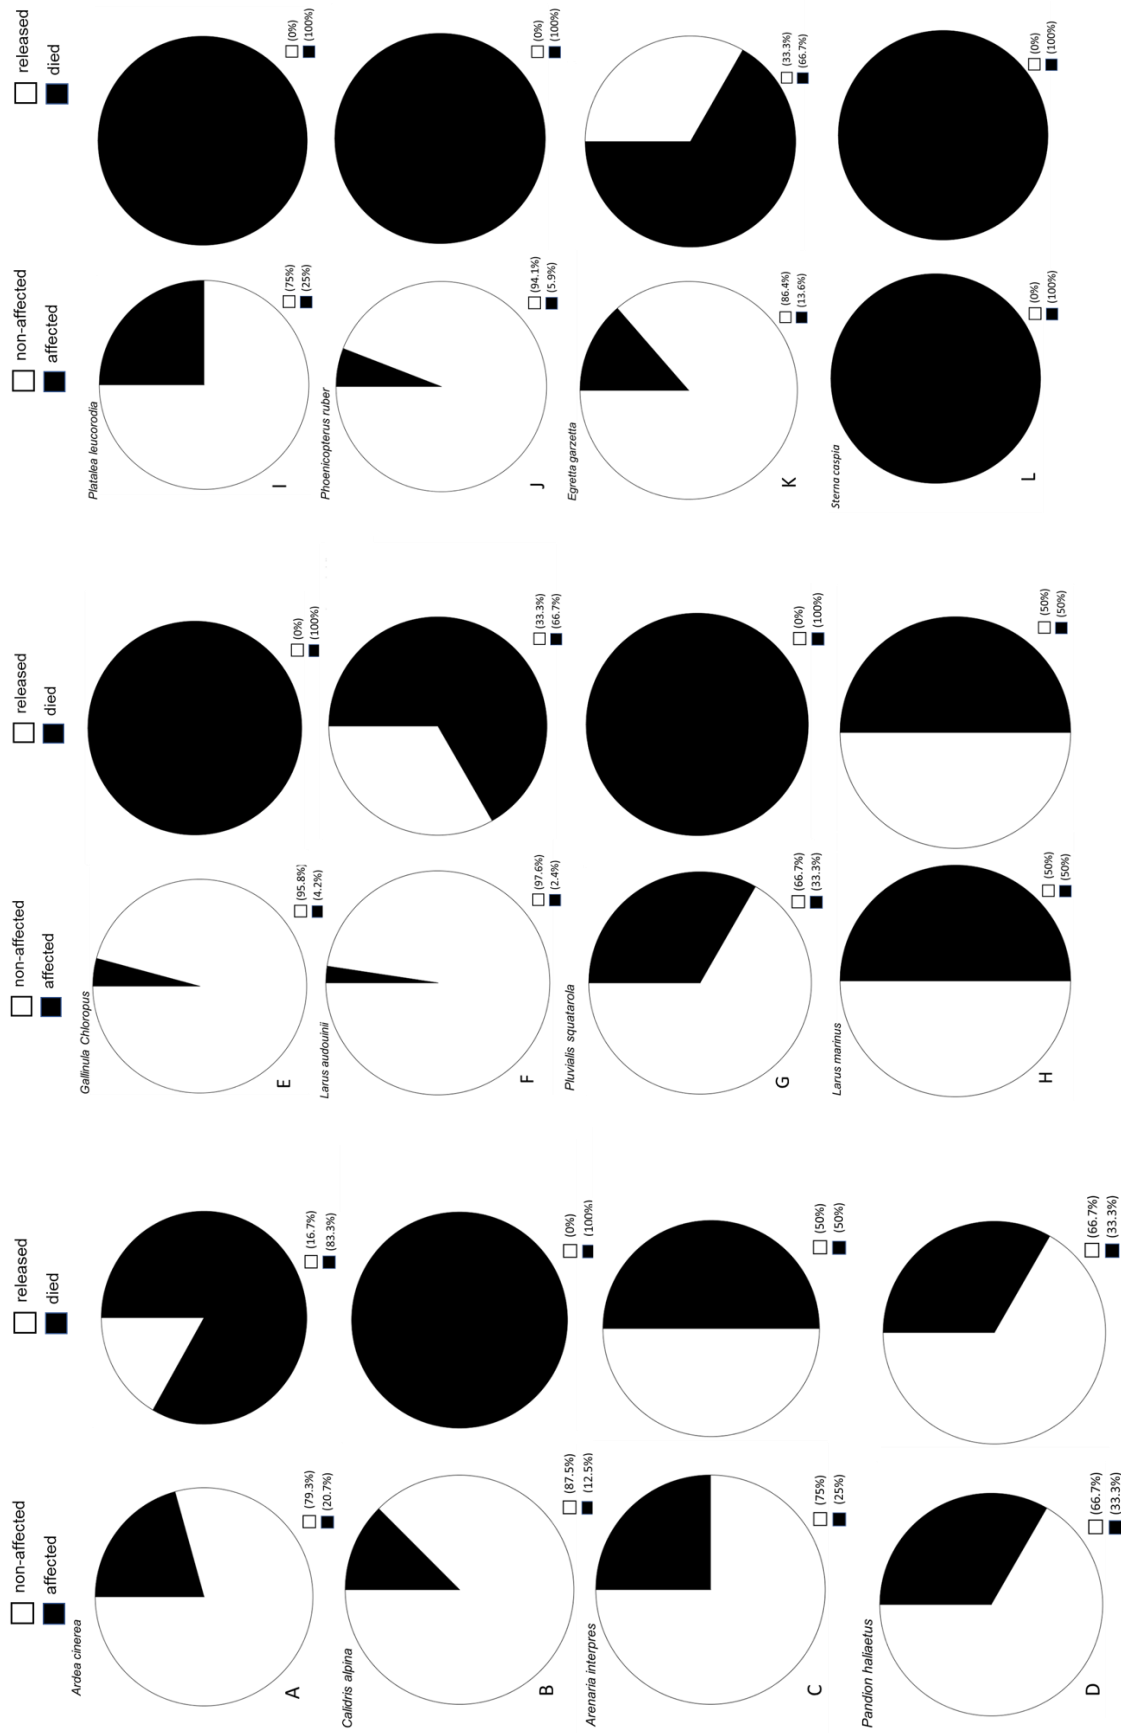 non-affected
affected
released
died
Ardea cinerea
(79.3%)
(20.7%)
(16.7%)
(83.3%)
A
Calidris alpina
(87.5%)
(12.5%)
(0%)
(100%)
B
Arenaria interpres
(75%)
(25%)
(50%)
(50%)
C
Pandion haliaetus
(66.7%)
(33.3%)
(66.7%)
(33.3%)
D
non-affected
affected
released
died
Gallinula Chloropus
(95.8%)
(4.2%)
(0%)
(100%)
E
Larus audouinii
(97.6%)
(2.4%)
(33.3%)
(66.7%)
F
Pluvialis squatarola
(66.7%)
(33.3%)
(0%)
(100%)
G
Larus marinus
(50%)
(50%)
(50%)
(50%)
H
non-affected
affected
released
died
Platalea leucorodia
(75%)
(25%)
(0%)
(100%)
I
Phoenicopterus ruber
(94.1%)
(5.9%)
(0%)
(100%)
J
Egretta garzetta
(86.4%)
(13.6%)
(33.3%)
(66.7%)
K
Sterna caspia
(0%)
(100%)
(0%)
(100%)
L